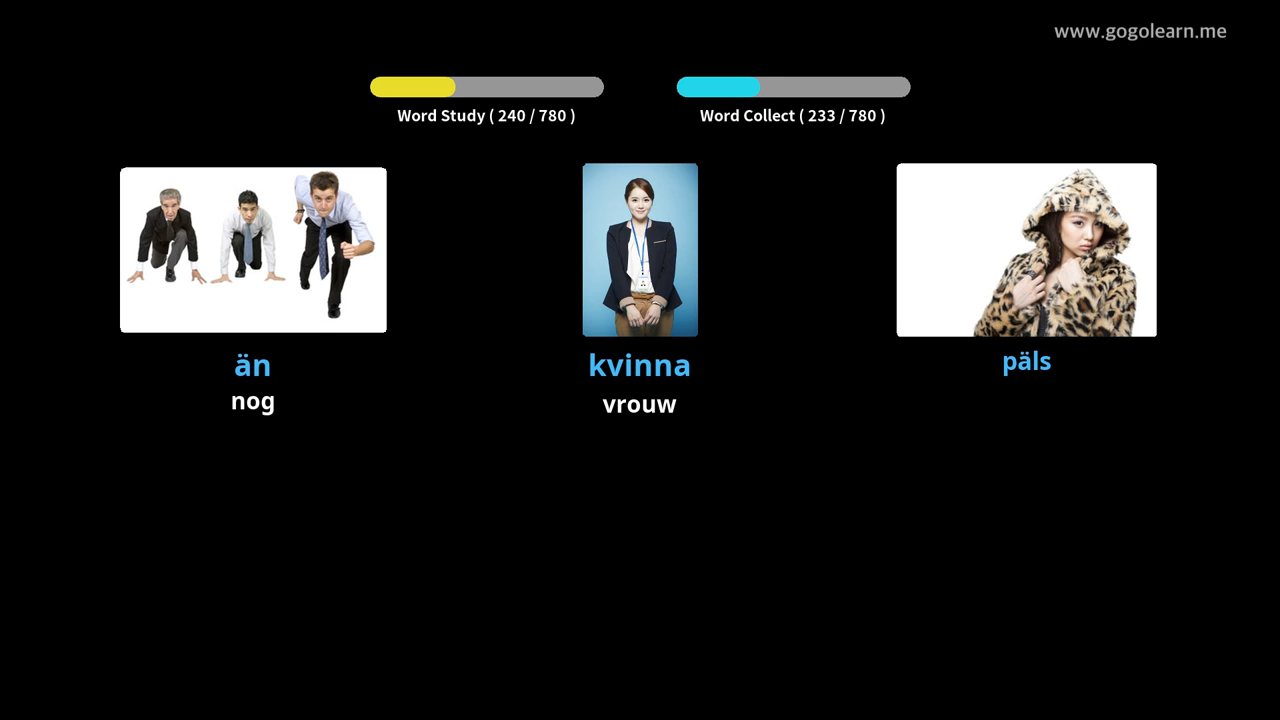 www.gogolearn.me
Word Study ( 240 / 780 )
Word Collect ( 233 / 780 )
än
nog
kvinna
vrouw
päls